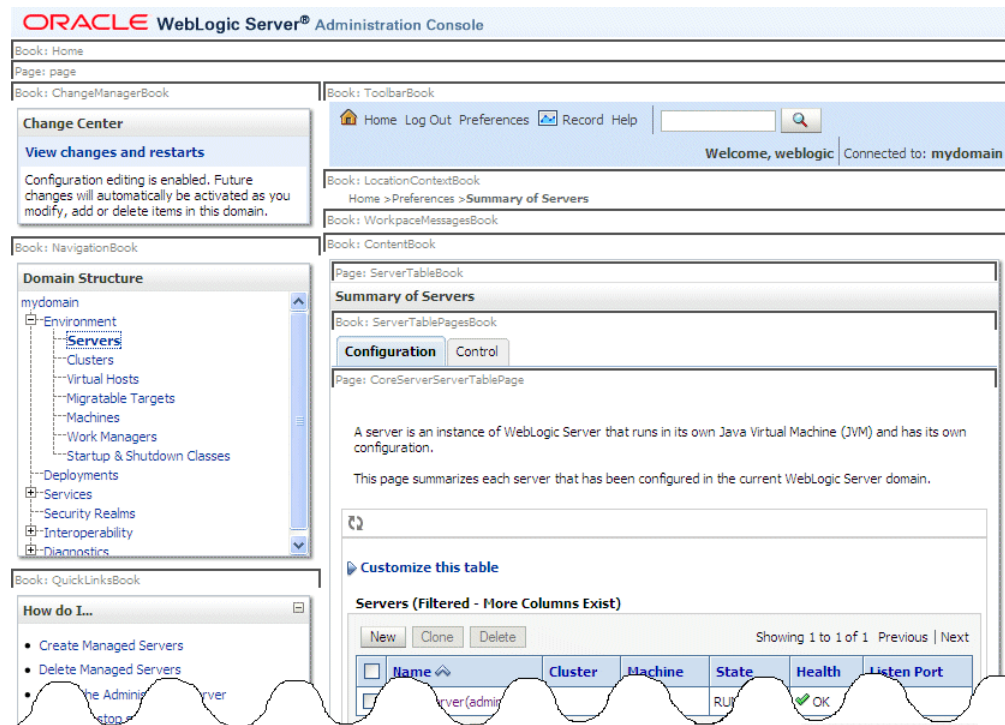 ORACLE WebLogic Server® Administration Console
Book: Home
Page: page
Book: ChangeManagerBook
Change Center
View changes and restarts
Configuration editing is enabled. Future
changes will automatically be activated as you
modify, add or delete items in this domain.
Book: NavigationBook
Domain Structure
mydomain
Environment
Servers
Clusters
Virtual Hosts
Migratable Targets
Machines
Work Managers
Startup & Shutdown Classes
Deployments
Services
Security Realms
Interoperability
Diagnostics
Book: QuickLinksBook
How do I...
Create Managed Servers
Delete Managed Servers
the Adminis erver
stop
Book: ToolbarBook
Home Log Out Preferences Record Help
Welcome, weblogic Connected to: mydomain
Book: LocationContextBook
Home >Preferences >Summary of Servers
Book: WorkpaceMessagesBook
Book: ContentBook
Page: ServerTableBook
Summary of Servers
Book: ServerTablePagesBook
Configuration Control
Page: CoreServerServerTablePage
A server is an instance of WebLogic Server that runs in its own Java Virtual Machine (JVM) and has its own
configuration.
This page summarizes each server that has been configured in the current WebLogic Server domain.
Customize this table
Servers (Filtered - More Columns Exist)
New Clone Delete Showing 1 to 1 of 1 Previous | Next
Name Cluster Machine State Health Listen Port
rver(admin RU OK